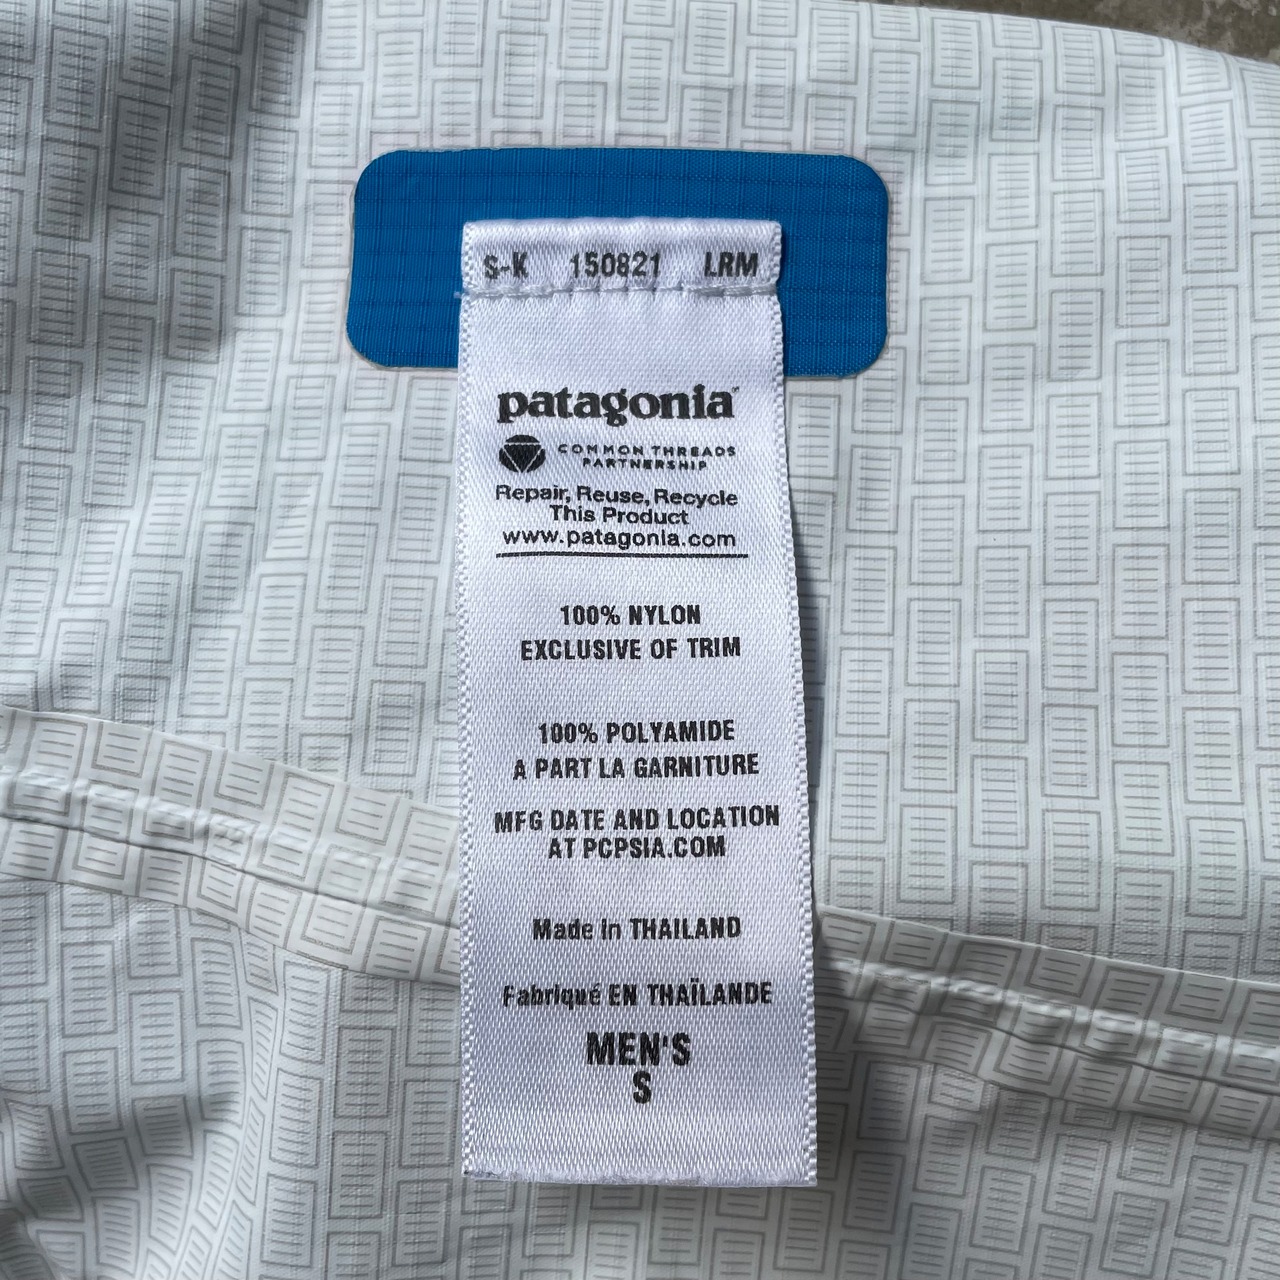 S-K 150821 LRM
patagonia
COMMON THREADS
PARTNERSHIP
Repair, Reuse, Recycle
This Product
www.patagonia.com
100% NYLON
EXCLUSIVE OF TRIM
100% POLYAMIDE
A PART LA GARNITURE
MFG DATE AND LOCATION
AT PCPSIA.COM
Made in THAILAND
Fabriqué EN THAÏLANDE
MEN'S
S